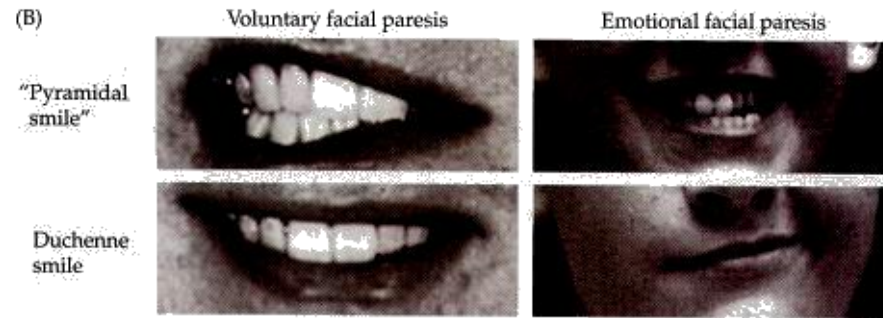 (B)
Voluntary facial paresis
Emotional facial paresis
"Pyramidal
smile"
Duchenne
smile